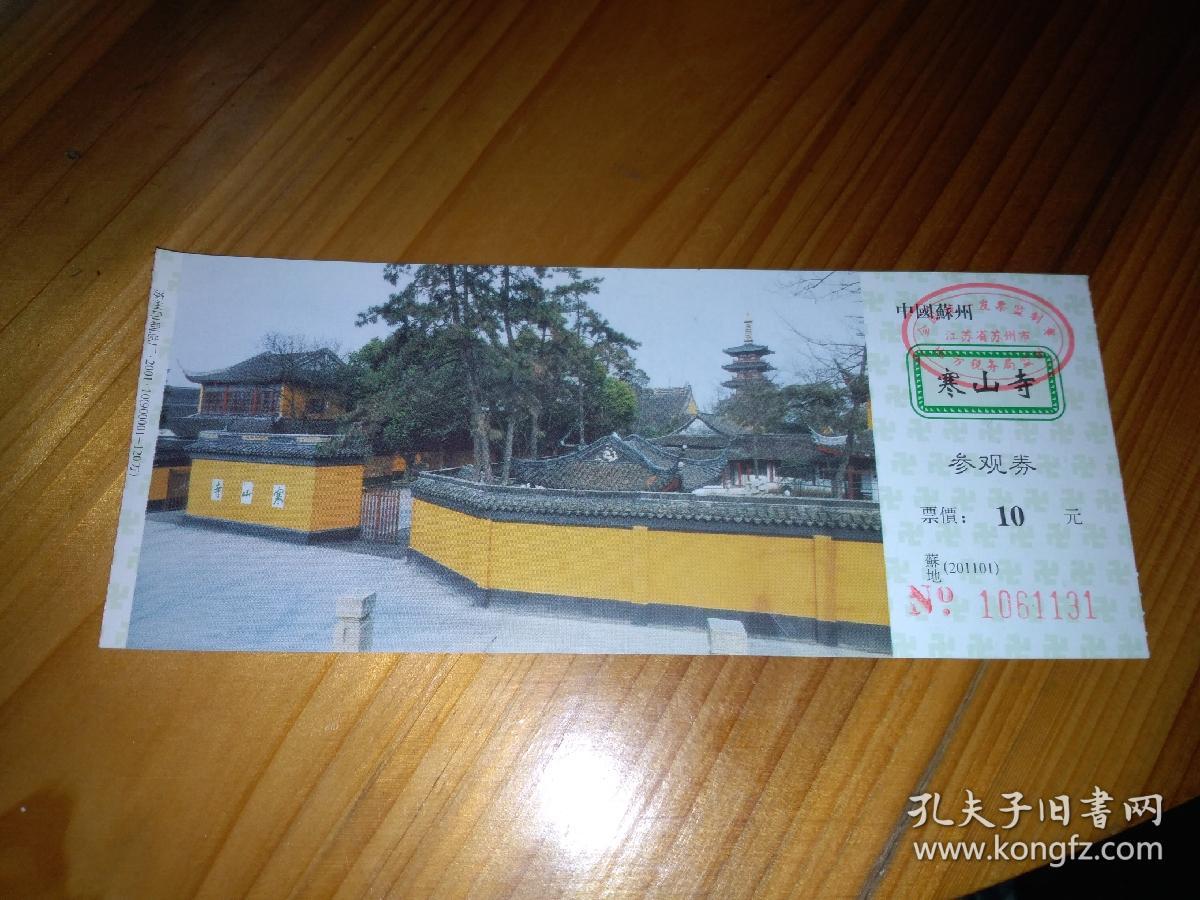 中國蘇州
江苏省苏州市
寒山寺
参观券
票價: 10 元
蘇地(201101)
No. 1061131
寒山寺
孔夫子旧書网
www.kongfz.com